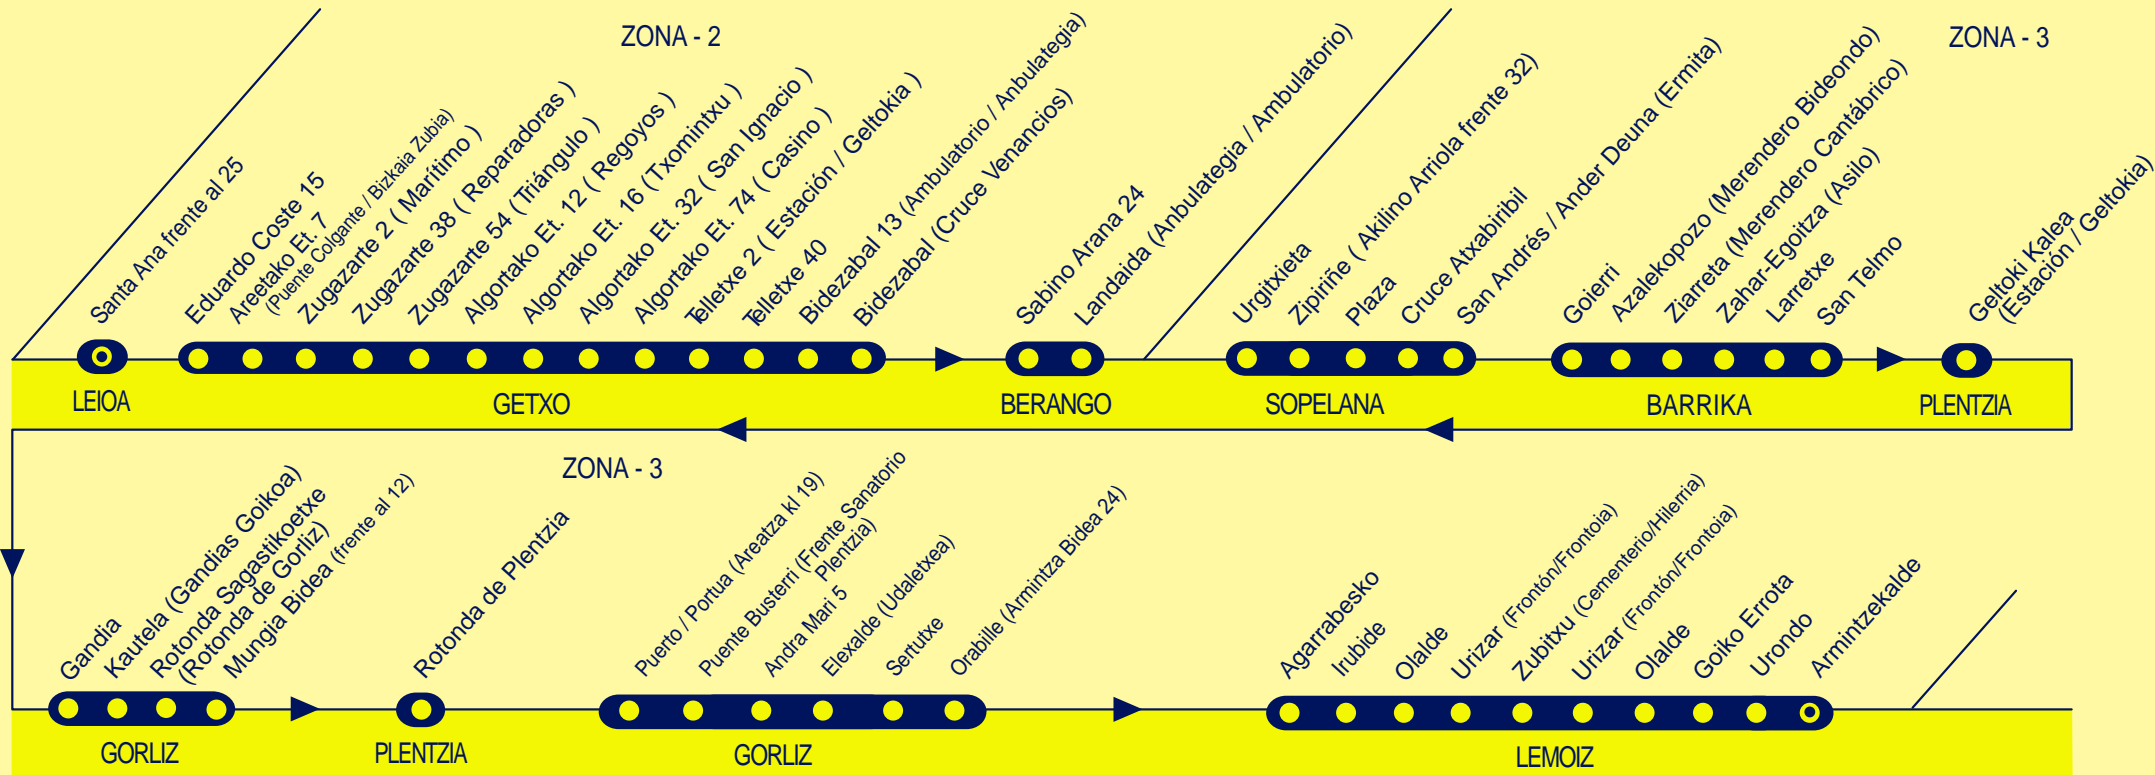 ZONA - 2
ZONA - 3
Santa Ana frente al 25
Eduardo Coste 15
Areetako Et. 7
(Puente Colgante / Bizkaia Zubia)
Zugazarte 2 ( Marítimo )
Zugazarte 38 ( Reparadoras )
Zugazarte 54 ( Triángulo )
Algortako Et. 12 ( Regoyos )
Algortako Et. 16 (Txomintxu )
Algortako Et. 32 ( San Ignacio )
Algortako Et. 74 ( Casino )
Telletxe 2 ( Estación / Geltokia )
Telletxe 40
Bidezabal 13 (Ambulatorio / Anbulategia)
Bidezabal (Cruce Venancios)
Sabino Arana 24
Landaida (Anbulategia / Ambulatorio)
Urgitxieta
Zipiriñe ( Akilino Arriola frente 32)
Plaza
Cruce Atxabiribil
San Andrés / Ander Deuna (Ermita)
Goierri
Azalekopozo (Merendero Bideondo)
Ziarreta (Merendero Cantábrico)
Zahar-Egoitza (Asilo)
Larretxe
San Telmo
Geltoki Kalea
(Estación / Geltokia)
LEIOA
GETXO
BERANGO
SOPELANA
BARRIKA
PLENTZIA
ZONA - 3
Gandia
Kautela (Gandias Goikoa)
Rotonda Sagastikoetxe
(Rotonda de Gorliz)
Mungia Bidea (frente al 12)
Rotonda de Plentzia
Puerto / Portua (Areatza kl 19)
Puente Busterri (Frente Sanatorio
Plentzia)
Andra Mari 5
Elexalde (Udaletxea)
Sertutxe
Orabille (Armintza Bidea 24)
Agarrabesko
Irubide
Olalde
Urizar (Frontón/Frontoia)
Zubitxu (Cementerio/Hilerria)
Urizar (Frontón/Frontoia)
Olalde
Goiko Errota
Urondo
Armintzekalde
GORLIZ
PLENTZIA
GORLIZ
LEMOIZ